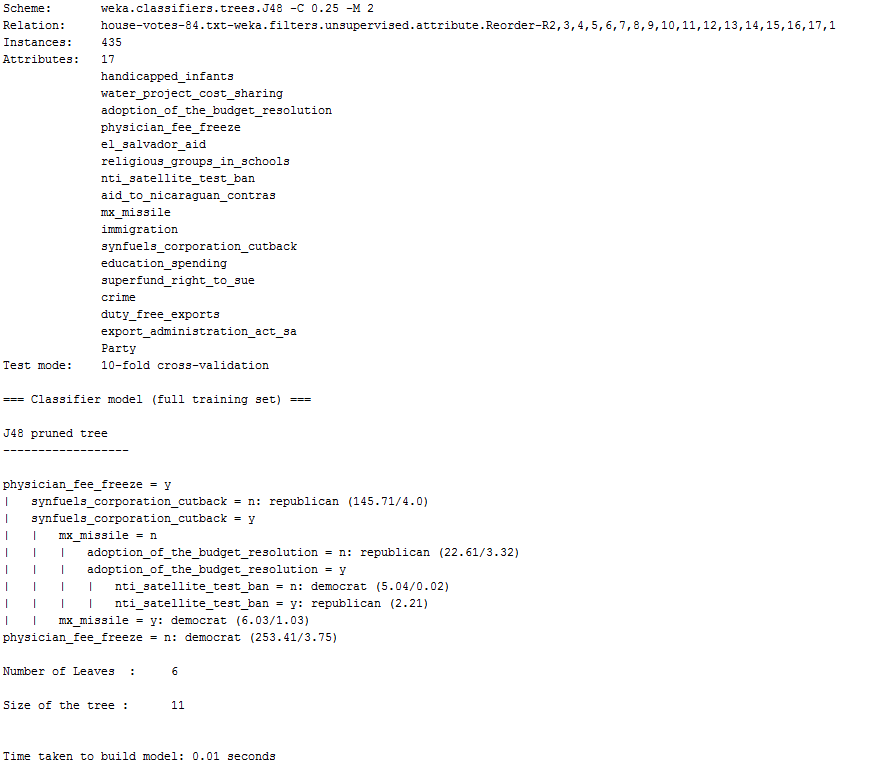 Scheme:       weka.classifiers.trees.J48 -C 0.25 -M 2
Relation:     house-votes-84.txt-weka.filters.unsupervised.attribute.Reorder-R2,3,4,5,6,7,8,9,10,11,12,13,14,15,16,17,1
Instances:    435
Attributes:   17
              handicapped_infants
              water_project_cost_sharing
              adoption_of_the_budget_resolution
              physician_fee_freeze
              el_salvador_aid
              religious_groups_in_schools
              nti_satellite_test_ban
              aid_to_nicaraguan_contras
              mx_missile
              immigration
              synfuels_corporation_cutback
              education_spending
              superfund_right_to_sue
              crime
              duty_free_exports
              export_administration_act_sa
              Party
Test mode:    10-fold cross-validation

=== Classifier model (full training set) ===

J48 pruned tree
------------------

physician_fee_freeze = y
|   synfuels_corporation_cutback = n: republican (145.71/4.0)
|   synfuels_corporation_cutback = y
|   |   mx_missile = n
|   |   |   adoption_of_the_budget_resolution = n: republican (22.61/3.32)
|   |   |   adoption_of_the_budget_resolution = y
|   |   |   |   nti_satellite_test_ban = n: democrat (5.04/0.02)
|   |   |   |   nti_satellite_test_ban = y: republican (2.21)
|   |   mx_missile = y: democrat (6.03/1.03)
physician_fee_freeze = n: democrat (253.41/3.75)

Number of Leaves  :     6

Size of the tree :      11


Time taken to build model: 0.01 seconds